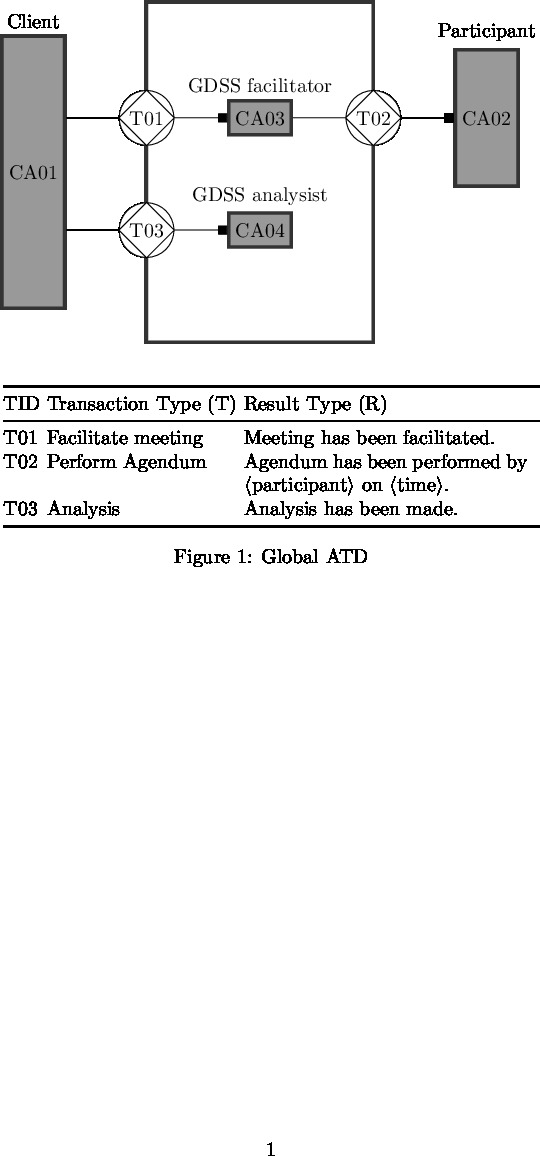 Client
Participant
GDSS facilitator
T01
CA03
T02
CA02
CA01
GDSS analysist
T03
CA04
TID Transaction Type (T) Result Type (R)
T01 Facilitate meeting Meeting has been facilitated.
T02 Perform Agendum Agendum has been performed by
⟨participant⟩ on ⟨time⟩.
T03 Analysis Analysis has been made.
Figure 1: Global ATD
1